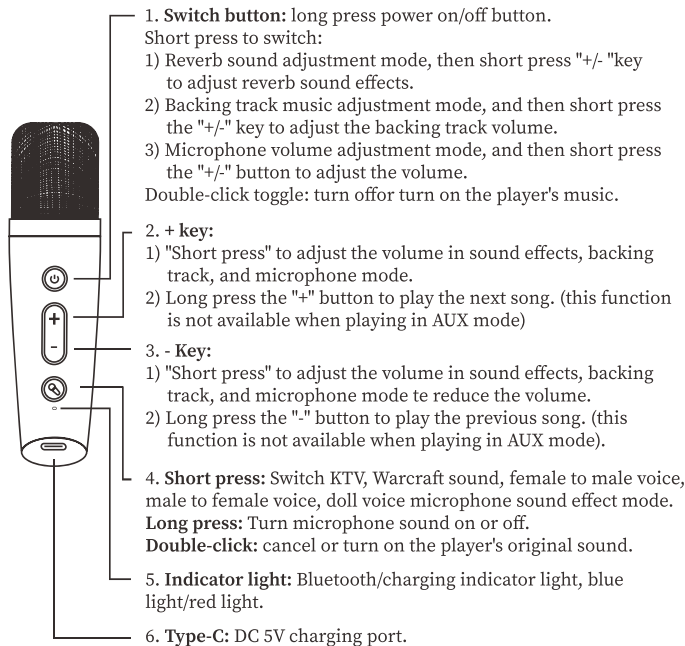 1. Switch button: long press power on/off button.
Short press to switch:
1) Reverb sound adjustment mode, then short press "+/- "key
to adjust reverb sound effects.
2) Backing track music adjustment mode, and then short press
the "+/-" key to adjust the backing track volume.
3) Microphone volume adjustment mode, and then short press
the "+/-" button to adjust the volume.
Double-click toggle: turn offor turn on the player's music.
2. + key:
1) "Short press" to adjust the volume in sound effects, backing
track, and microphone mode.
2) Long press the "+" button to play the next song. (this function
is not available when playing in AUX mode)
3. - Key:
1) "Short press" to adjust the volume in sound effects, backing
track, and microphone mode te reduce the volume.
2) Long press the "-" button to play the previous song. (this
function is not available when playing in AUX mode).
4. Short press: Switch KTV, Warcraft sound, female to male voice,
male to female voice, doll voice microphone sound effect mode.
Long press: Turn microphone sound on or off.
Double-click: cancel or turn on the player's original sound.
5. Indicator light: Bluetooth/charging indicator light, blue
light/red light.
6. Type-C: DC 5V charging port.